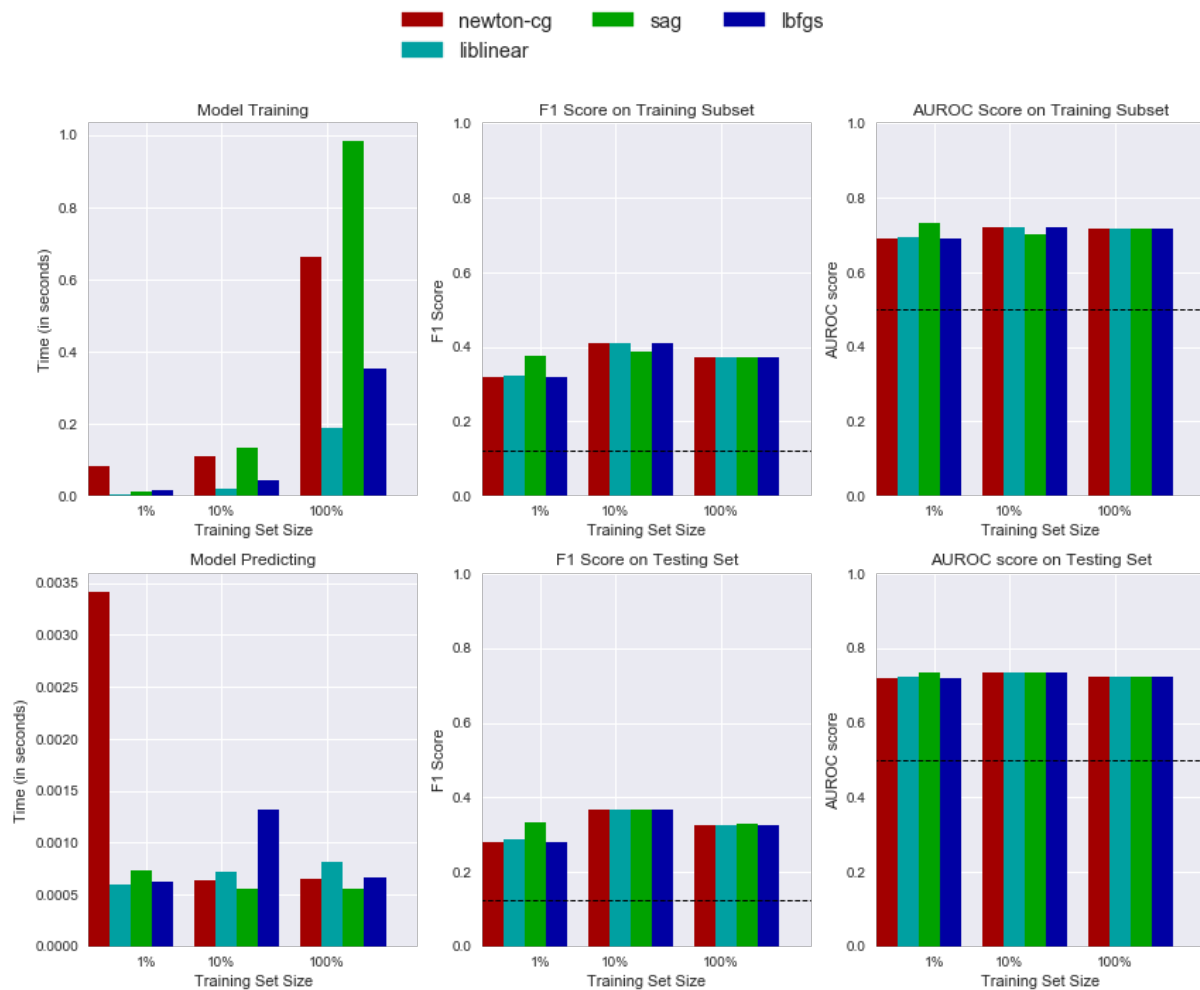 newton-cg sag lbfgs
liblinear
Model Training
1.0
0.8
0.6
0.4
0.2
0.0
Time (in seconds)
1% 10% 100%
Training Set Size
F1 Score on Training Subset
1.0
0.8
0.6
0.4
0.2
0.0
F1 Score
1% 10% 100%
Training Set Size
AUROC Score on Training Subset
1.0
0.8
0.6
0.4
0.2
0.0
AUROC score
1% 10% 100%
Training Set Size
Model Predicting
0.0035
0.0030
0.0025
0.0020
0.0015
0.0010
0.0005
0.0000
Time (in seconds)
1% 10% 100%
Training Set Size
F1 Score on Testing Set
1.0
0.8
0.6
0.4
0.2
0.0
F1 Score
1% 10% 100%
Training Set Size
AUROC score on Testing Set
1.0
0.8
0.6
0.4
0.2
0.0
AUROC score
1% 10% 100%
Training Set Size